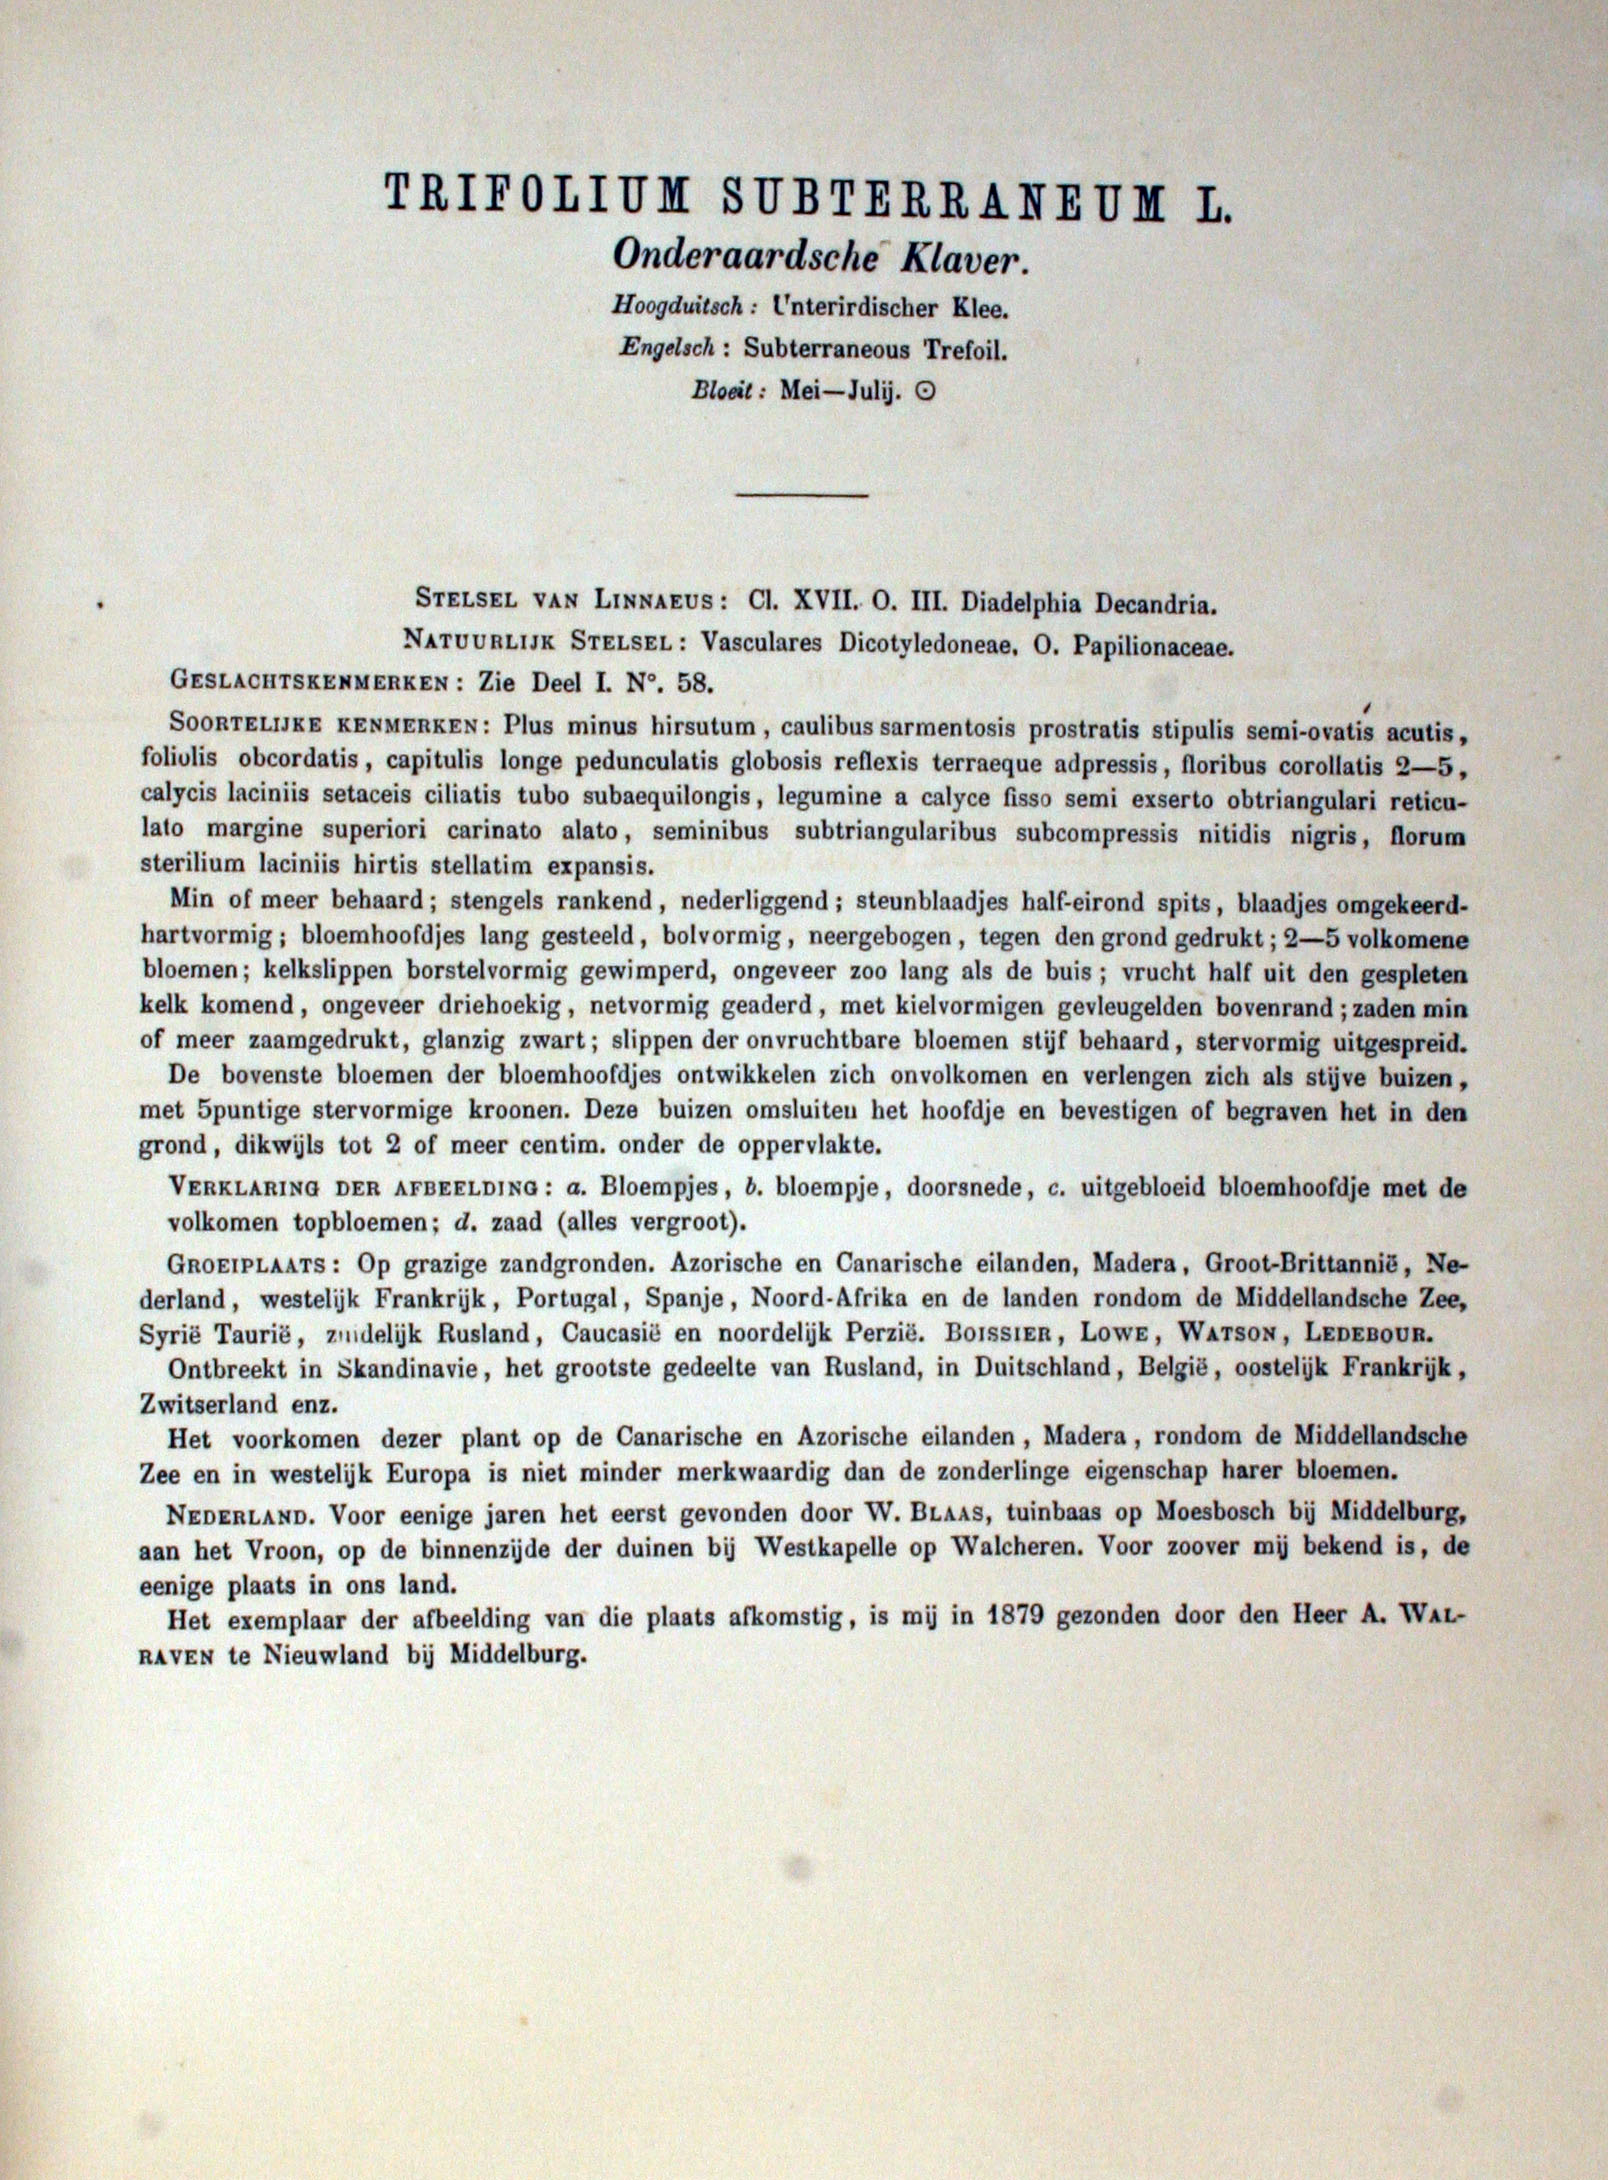 TRIFOLIUM SUBTERRANEUM L.
Onderaardsche Klaver.
Hoogduitsch: Unterirdischer Klee.
Engelsch: Subterraneous Trefoil.
Bloeit: Mei—Julij. ⊙
STELSEL VAN LINNAEUS: Cl. XVII. O. III. Diadelphia Decandria.
NATUURLIJK STELSEL: Vasculares Dicotyledoneae. O. Papilionaceae.
GESLACHTSKENMERKEN: Zie Deel I. N°. 58.
SOORTELIJKE KENMERKEN: Plus minus hirsutum, caulibus sarmentosis prostratis stipulis semi-ovatis acutis,
foliolis obcordatis, capitulis longe pedunculatis globosis reflexis terraeque adpressis, floribus corollatis 2—5,
calycis laciniis setaceis ciliatis tubo subaequilongis, legumine a calyce fisso semi exserto obtriangulari reticu-
lato margine superiori carinato alato, seminibus subtriangularibus subcompressis nitidis nigris, florum
sterilium laciniis hirtis stellatim expansis.
Min of meer behaard; stengels rankend, nederliggend; steunblaadjes half-eirond spits, blaadjes omgekeerd-
hartvormig; bloemhoofdjes lang gesteeld, bolvormig, neergebogen, tegen den grond gedrukt; 2—5 volkomene
bloemen; kelkslippen borstelvormig gewimperd, ongeveer zoo lang als de buis; vrucht half uit den gespleten
kelk komend, ongeveer driehoekig, netvormig geaderd, met kielvormigen gevleugelden bovenrand; zaden min
of meer zaamgedrukt, glanzig zwart; slippen der onvruchtbare bloemen stijf behaard, stervormig uitgespreid.
De bovenste bloemen der bloemhoofdjes ontwikkelen zich onvolkomen en verlengen zich als stijve buizen,
met 5puntige stervormige kroonen. Deze buizen omsluiten het hoofdje en bevestigen of begraven het in den
grond, dikwijls tot 2 of meer centim. onder de oppervlakte.
VERKLARING DER AFBEELDING: a. Bloempjes, b. bloempje, doorsnede, c. uitgebloeid bloemhoofdje met de
volkomen topbloemen; d. zaad (alles vergroot).
GROEIPLAATS: Op grazige zandgronden. Azorische en Canarische eilanden, Madera, Groot-Brittannië, Ne-
derland, westelijk Frankrijk, Portugal, Spanje, Noord-Afrika en de landen rondom de Middellandsche Zee,
Syrië Taurië, zuidelijk Rusland, Caucasië en noordelijk Perzië. BOISSIER, LOWE, WATSON, LEDEBOUR.
Ontbreekt in Skandinavie, het grootste gedeelte van Rusland, in Duitschland, België, oostelijk Frankrijk,
Zwitserland enz.
Het voorkomen dezer plant op de Canarische en Azorische eilanden, Madera, rondom de Middellandsche
Zee en in westelijk Europa is niet minder merkwaardig dan de zonderlinge eigenschap harer bloemen.
NEDERLAND. Voor eenige jaren het eerst gevonden door W. BLAAS, tuinbaas op Moesbosch bij Middelburg,
aan het Vroon, op de binnenzijde der duinen bij Westkapelle op Walcheren. Voor zoover mij bekend is, de
eenige plaats in ons land.
Het exemplaar der afbeelding van die plaats afkomstig, is mij in 1879 gezonden door den Heer A. WAL-
RAVEN te Nieuwland bij Middelburg.